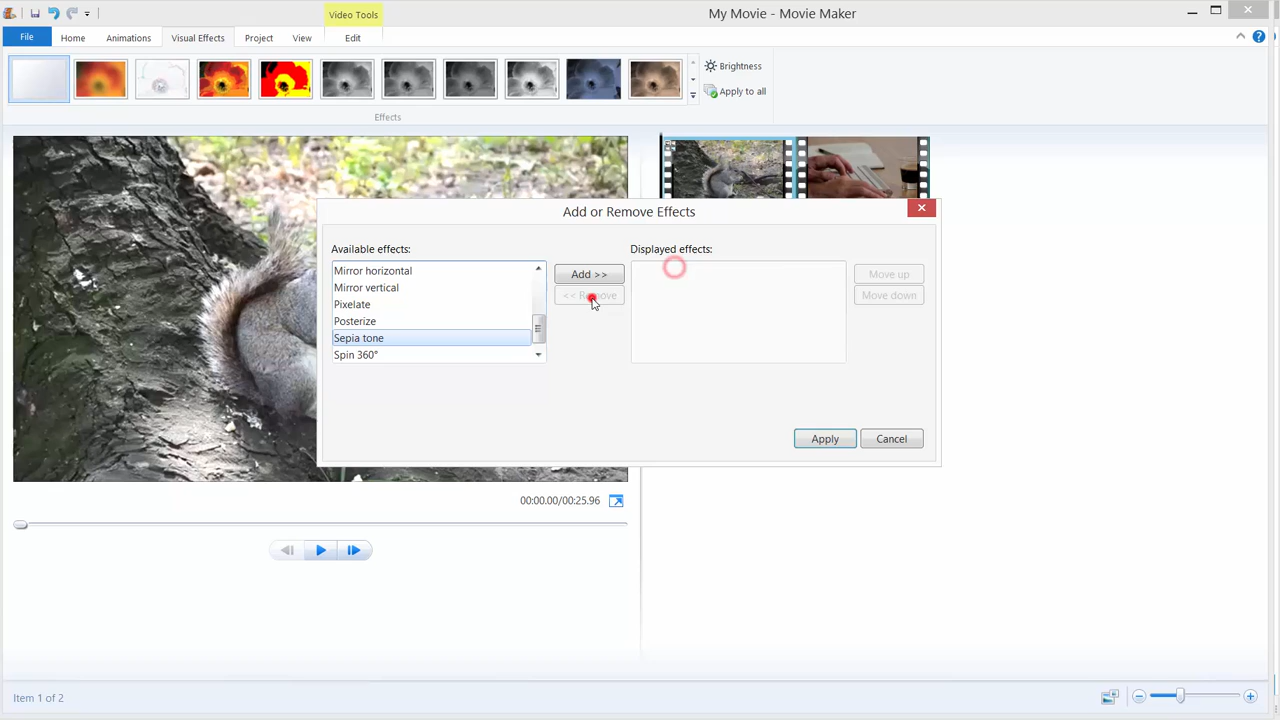 Video Tools
My Movie - Movie Maker
File
Home
Animations
Visual Effects
Project
View
Edit
Brightness
Apply to all
Effects
Add or Remove Effects
Available effects:
Displayed effects:
Mirror horizontal
Mirror vertical
Pixelate
Posterize
Sepia tone
Spin 360°
Add >>
<< Remove
Move up
Move down
Apply
Cancel
00:00.00/00:25.96
Item 1 of 2